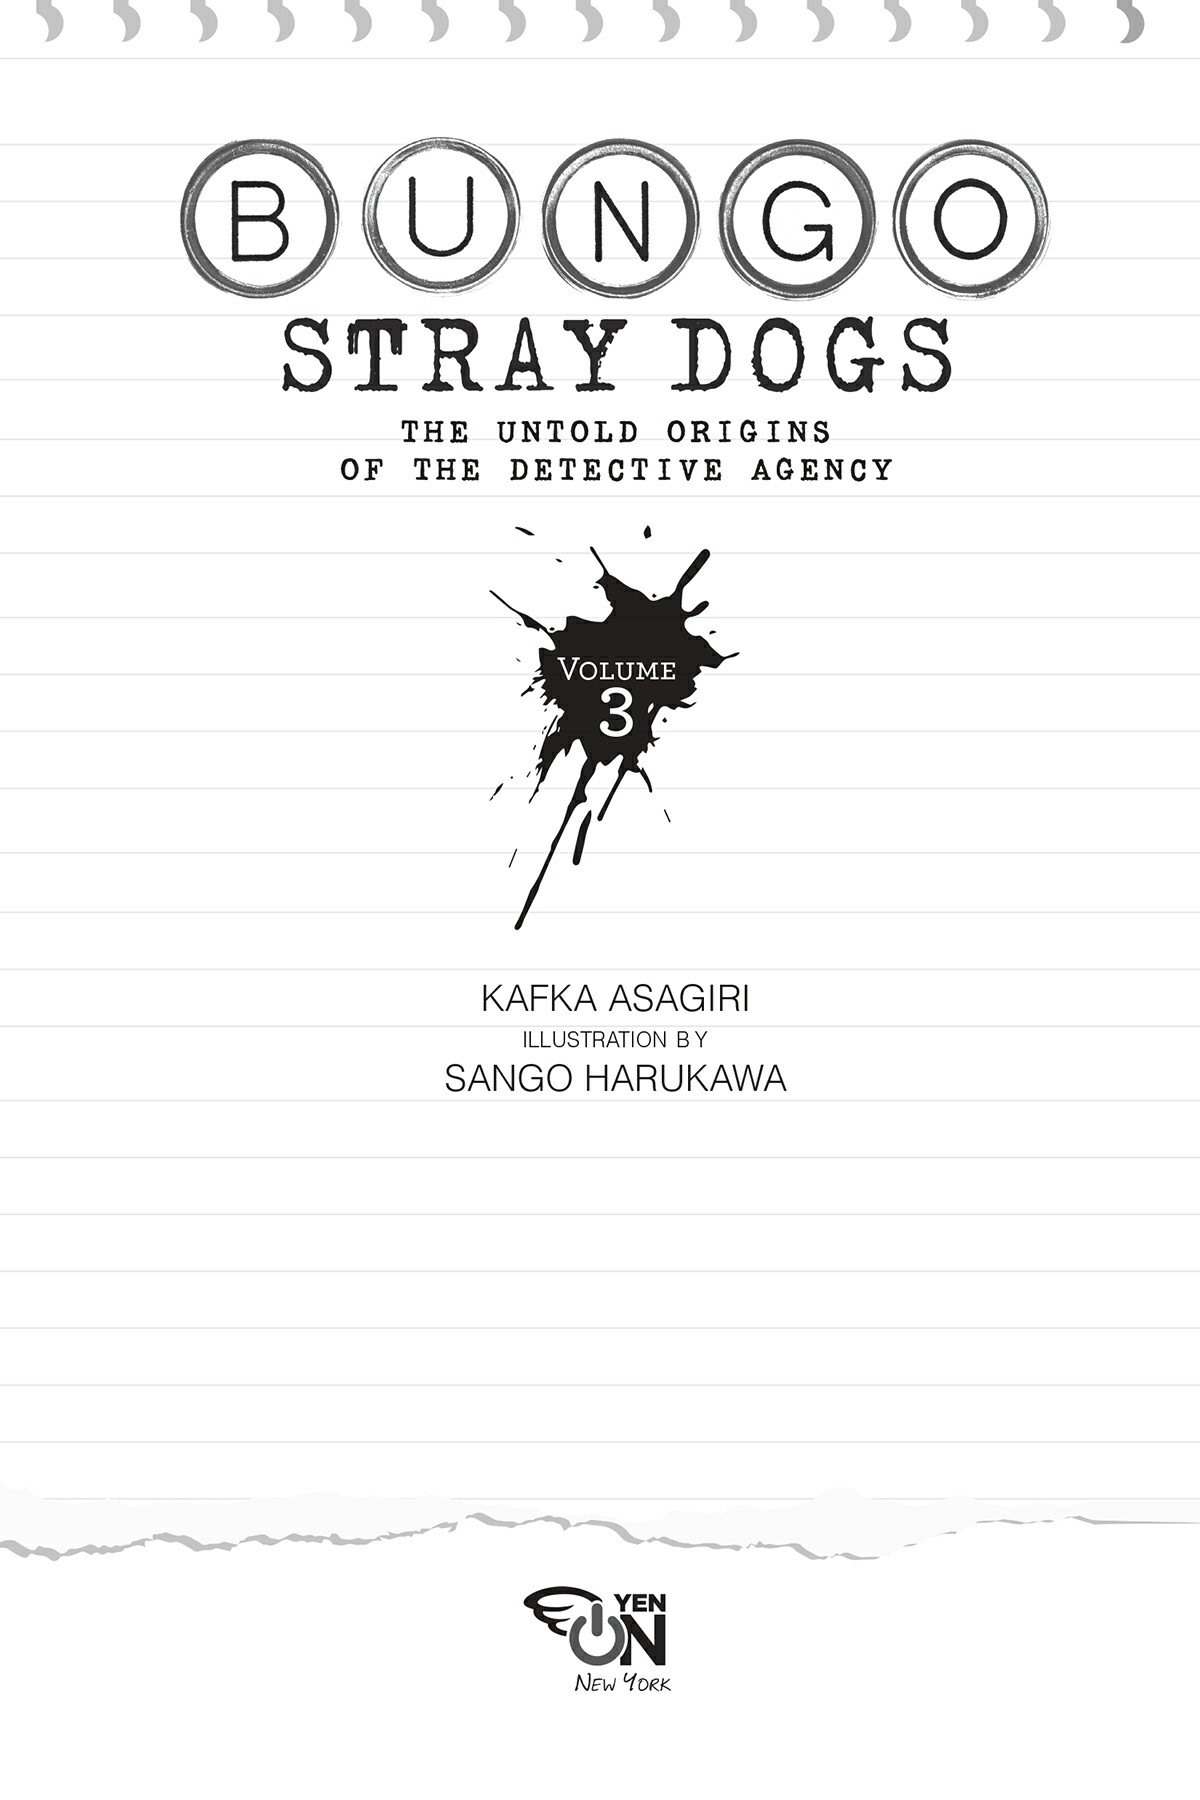 BUNGO
STRAY DOGS
THE UNTOLD ORIGINS
OF THE DETECTIVE AGENCY
VOLUME
3
KAFKA ASAGIRI
ILLUSTRATION BY
SANGO HARUKAWA
YEN
ON
NEW YORK